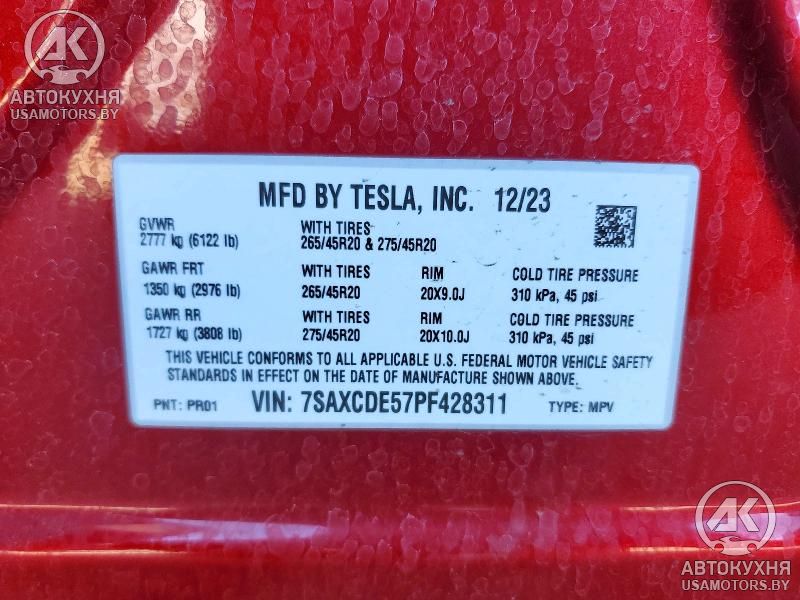 AK
АВТОКУХНЯ
USAMOTORS.BY
MFD BY TESLA, INC. 12/23
GVWR WITH TIRES
2777 kg (6122 lb) 265/45R20 & 275/45R20
GAWR FRT WITH TIRES RIM COLD TIRE PRESSURE
1350 kg (2976 lb) 265/45R20 20X9.0J 310 kPa, 45 psi
GAWR RR WITH TIRES RIM COLD TIRE PRESSURE
1727 kg (3808 lb) 275/45R20 20X10.0J 310 kPa, 45 psi
THIS VEHICLE CONFORMS TO ALL APPLICABLE U.S. FEDERAL MOTOR VEHICLE SAFETY
STANDARDS IN EFFECT ON THE DATE OF MANUFACTURE SHOWN ABOVE.
PNT: PR01 VIN: 7SAXCDE57PF428311 TYPE: MPV
AK
АВТОКУХНЯ
USAMOTORS.BY